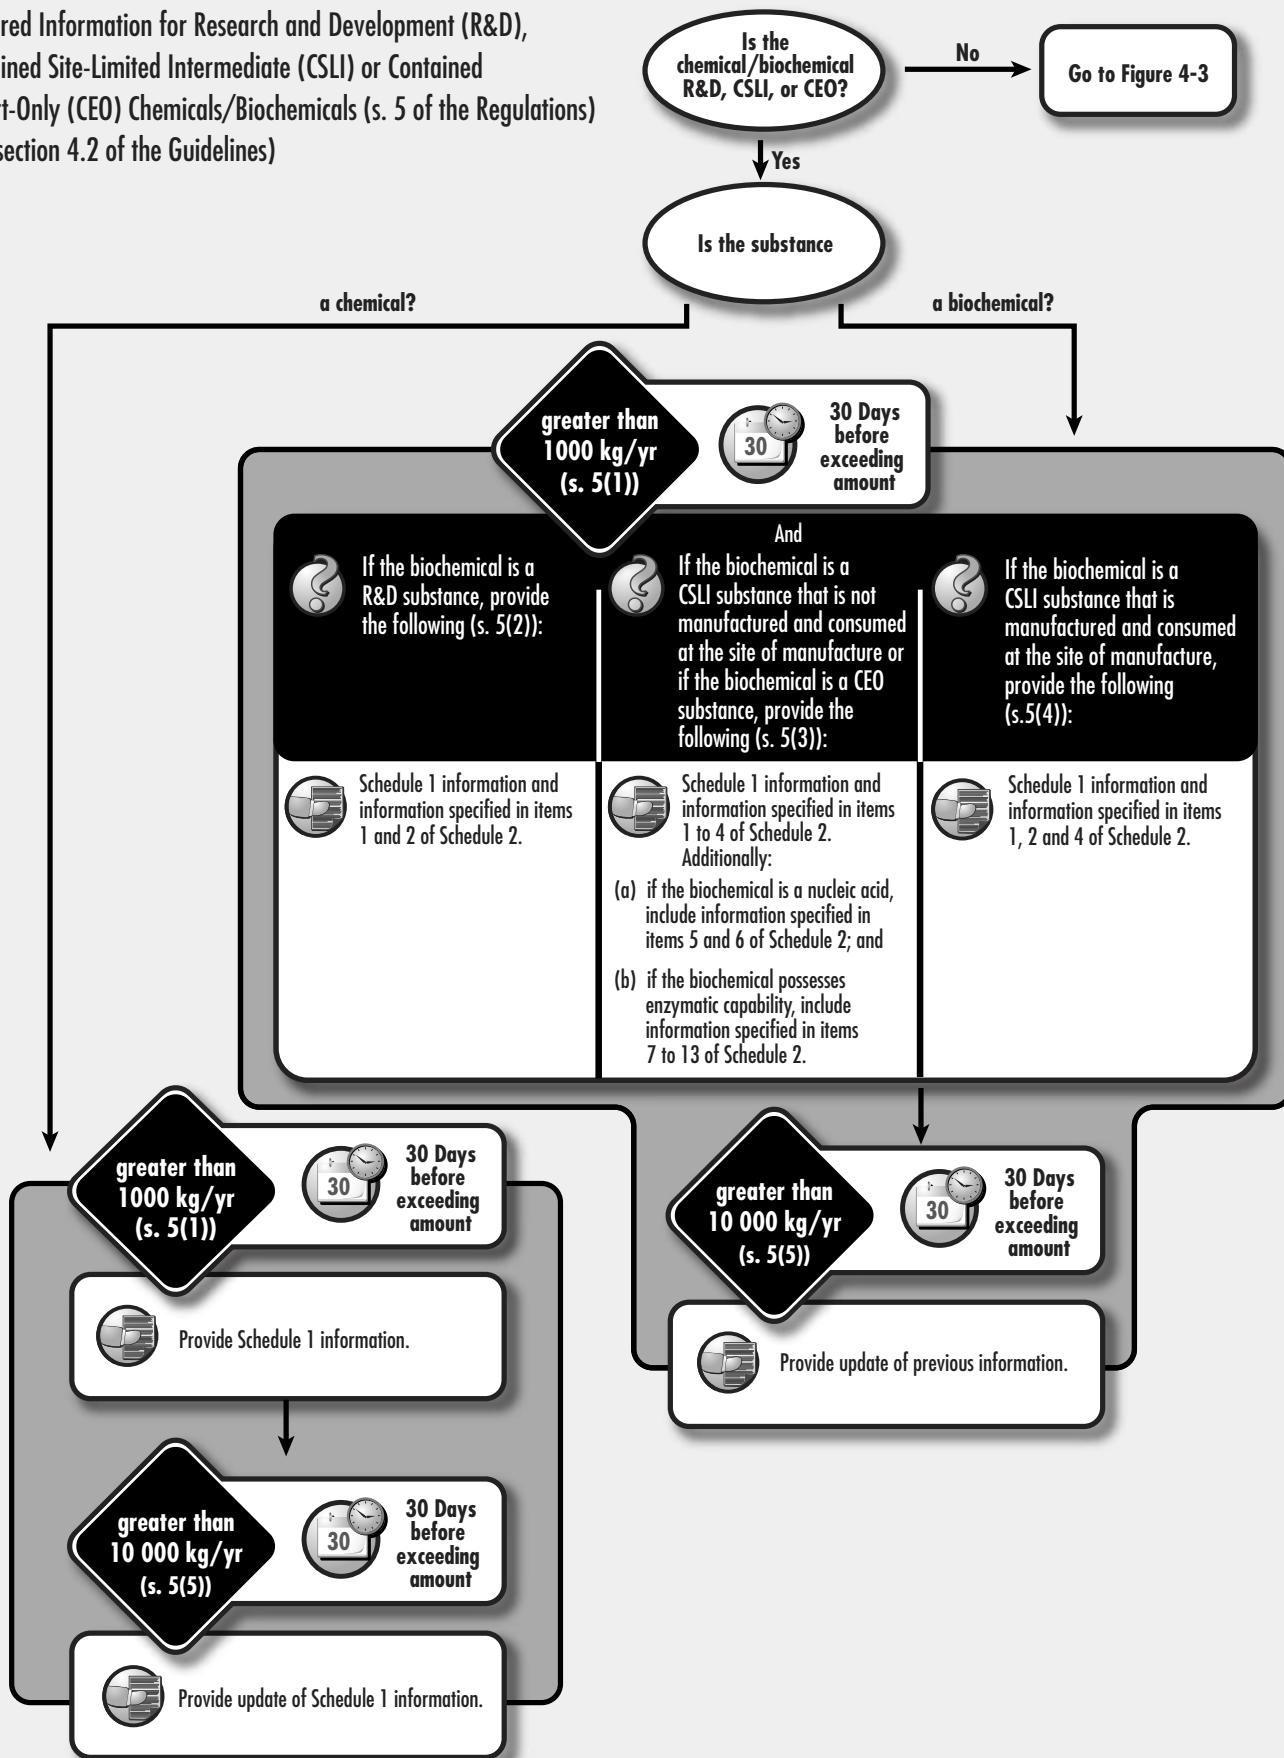 red Information for Research and Development (R&D),
ined Site-Limited Intermediate (CSLI) or Contained
t-Only (CEO) Chemicals/Biochemicals (s. 5 of the Regulations)
section 4.2 of the Guidelines)
Is the
chemical/biochemical
R&D, CSLI, or CEO?
No
Go to Figure 4-3
Yes
Is the substance
a chemical?
a biochemical?
greater than
1000 kg/yr
(s. 5(1))
30
30 Days
before
exceeding
amount
And
If the biochemical is a
R&D substance, provide
the following (s. 5(2)):
If the biochemical is a
CSLI substance that is not
manufactured and consumed
at the site of manufacture or
if the biochemical is a CEO
substance, provide the
following (s. 5(3)):
If the biochemical is a
CSLI substance that is
manufactured and consumed
at the site of manufacture,
provide the following
(s.5(4)):
Schedule 1 information and
information specified in items
1 and 2 of Schedule 2.
Schedule 1 information and
information specified in items
1 to 4 of Schedule 2.
Additionally:
(a) if the biochemical is a nucleic acid,
include information specified in
items 5 and 6 of Schedule 2; and
(b) if the biochemical possesses
enzymatic capability, include
information specified in items
7 to 13 of Schedule 2.
Schedule 1 information and
information specified in items
1, 2 and 4 of Schedule 2.
greater than
1000 kg/yr
(s. 5(1))
30
30 Days
before
exceeding
amount
Provide Schedule 1 information.
greater than
10 000 kg/yr
(s. 5(5))
30
30 Days
before
exceeding
amount
Provide update of Schedule 1 information.
greater than
10 000 kg/yr
(s. 5(5))
30
30 Days
before
exceeding
amount
Provide update of previous information.